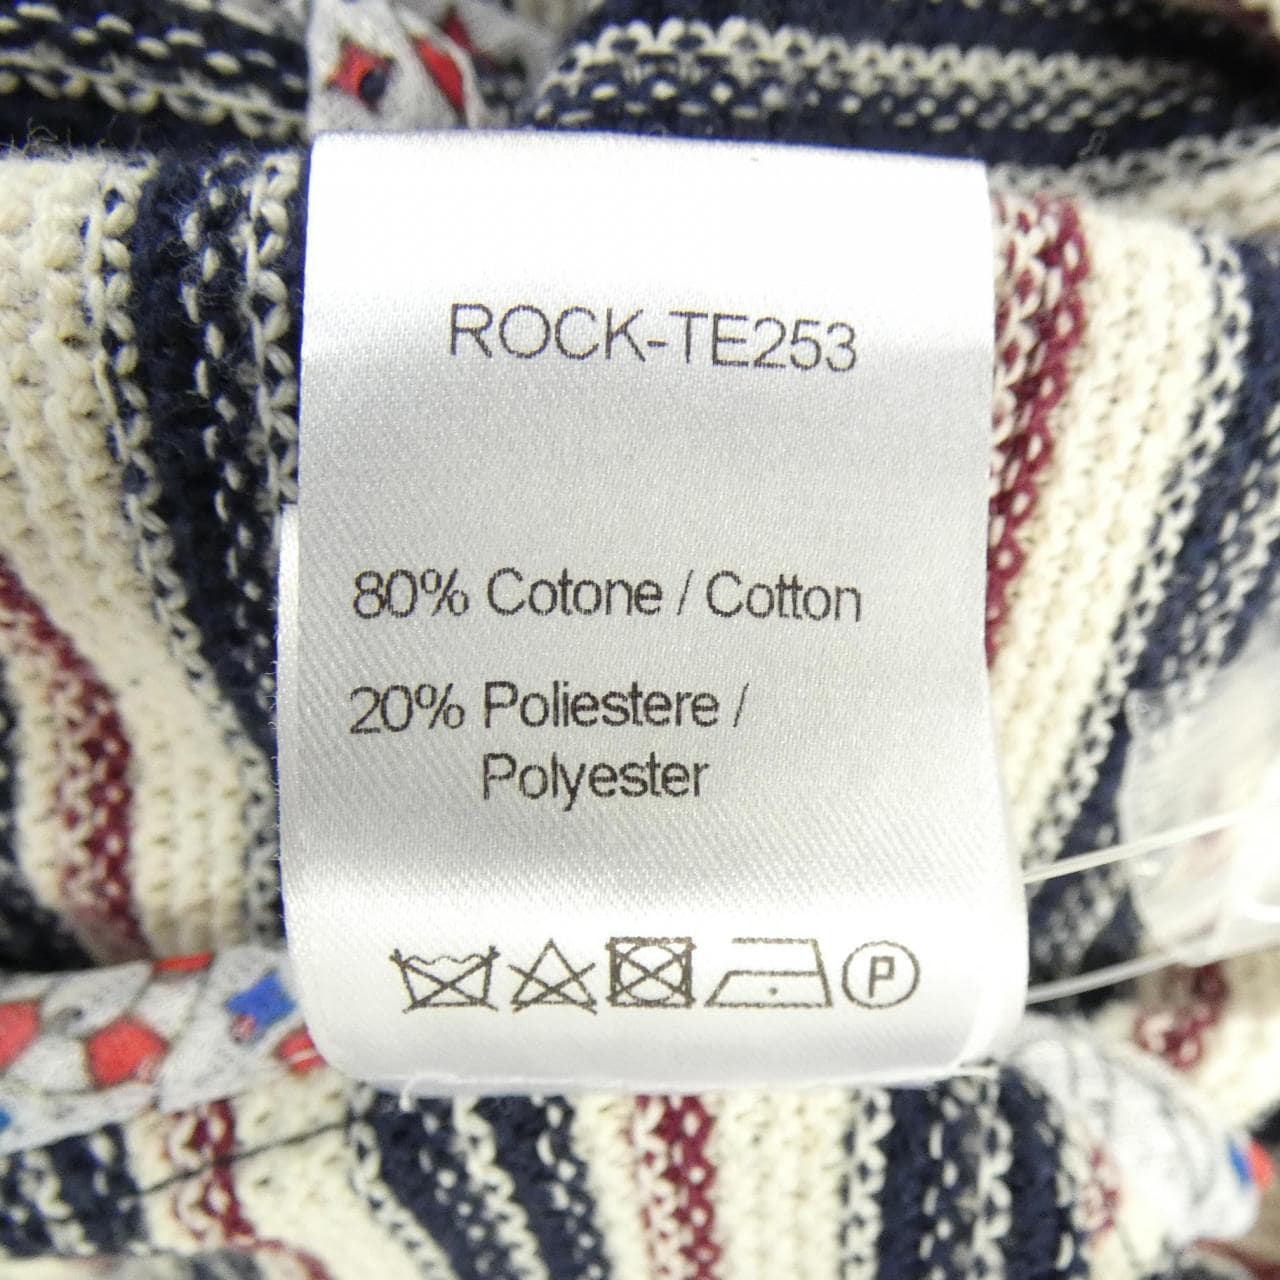 ROCK-TE253
80% Cotone / Cotton
20% Poliestere /
Polyester
P